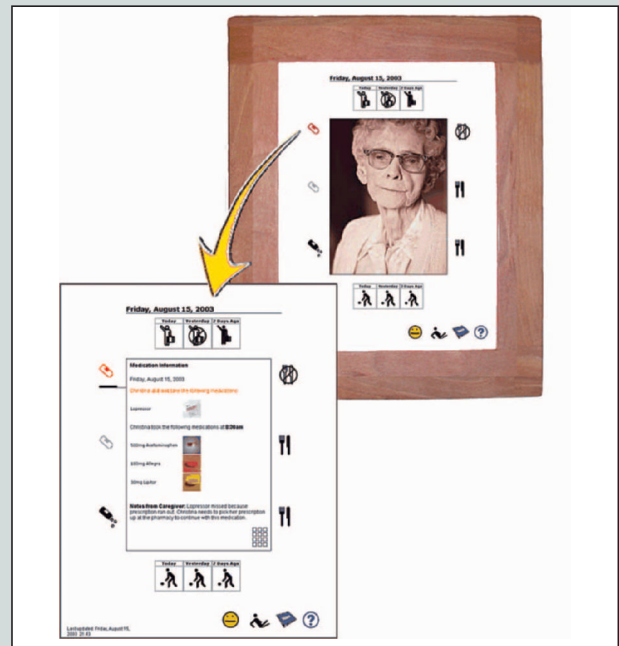 Friday, August 15, 2003
Today Yesterday 2 Days Ago
Today Yesterday 2 Days Ago
Friday, August 15, 2003
Today Yesterday 2 Days Ago
Medication Information
Friday, August 15, 2003
Christina did not take the following medications:
Lopressor
Christina took the following medications at
500mg Acetaminophen
Allegra
Lipitor
Notes from Caregiver: Lopressor missed because
prescription ran out. Christina needs to pick her prescription
up at the pharmacy to continue with this medication.
Today Yesterday 2 Days Ago
?
Last updated: Friday, August 15,
2003
?